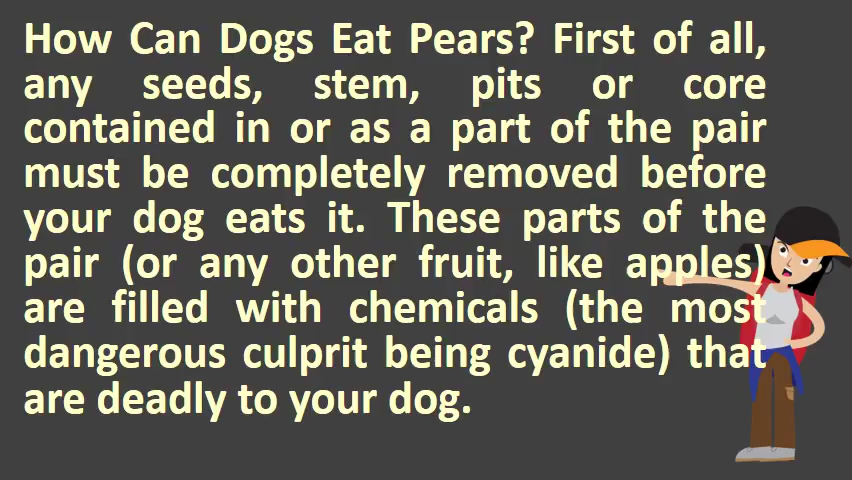 How Can Dogs Eat Pears? First of all,
any seeds, stem, pits or core
contained in or as a part of the pair
must be completely removed before
your dog eats it. These parts of the
pair (or any other fruit, like apples)
are filled with chemicals (the most
dangerous culprit being cyanide) that
are deadly to your dog.